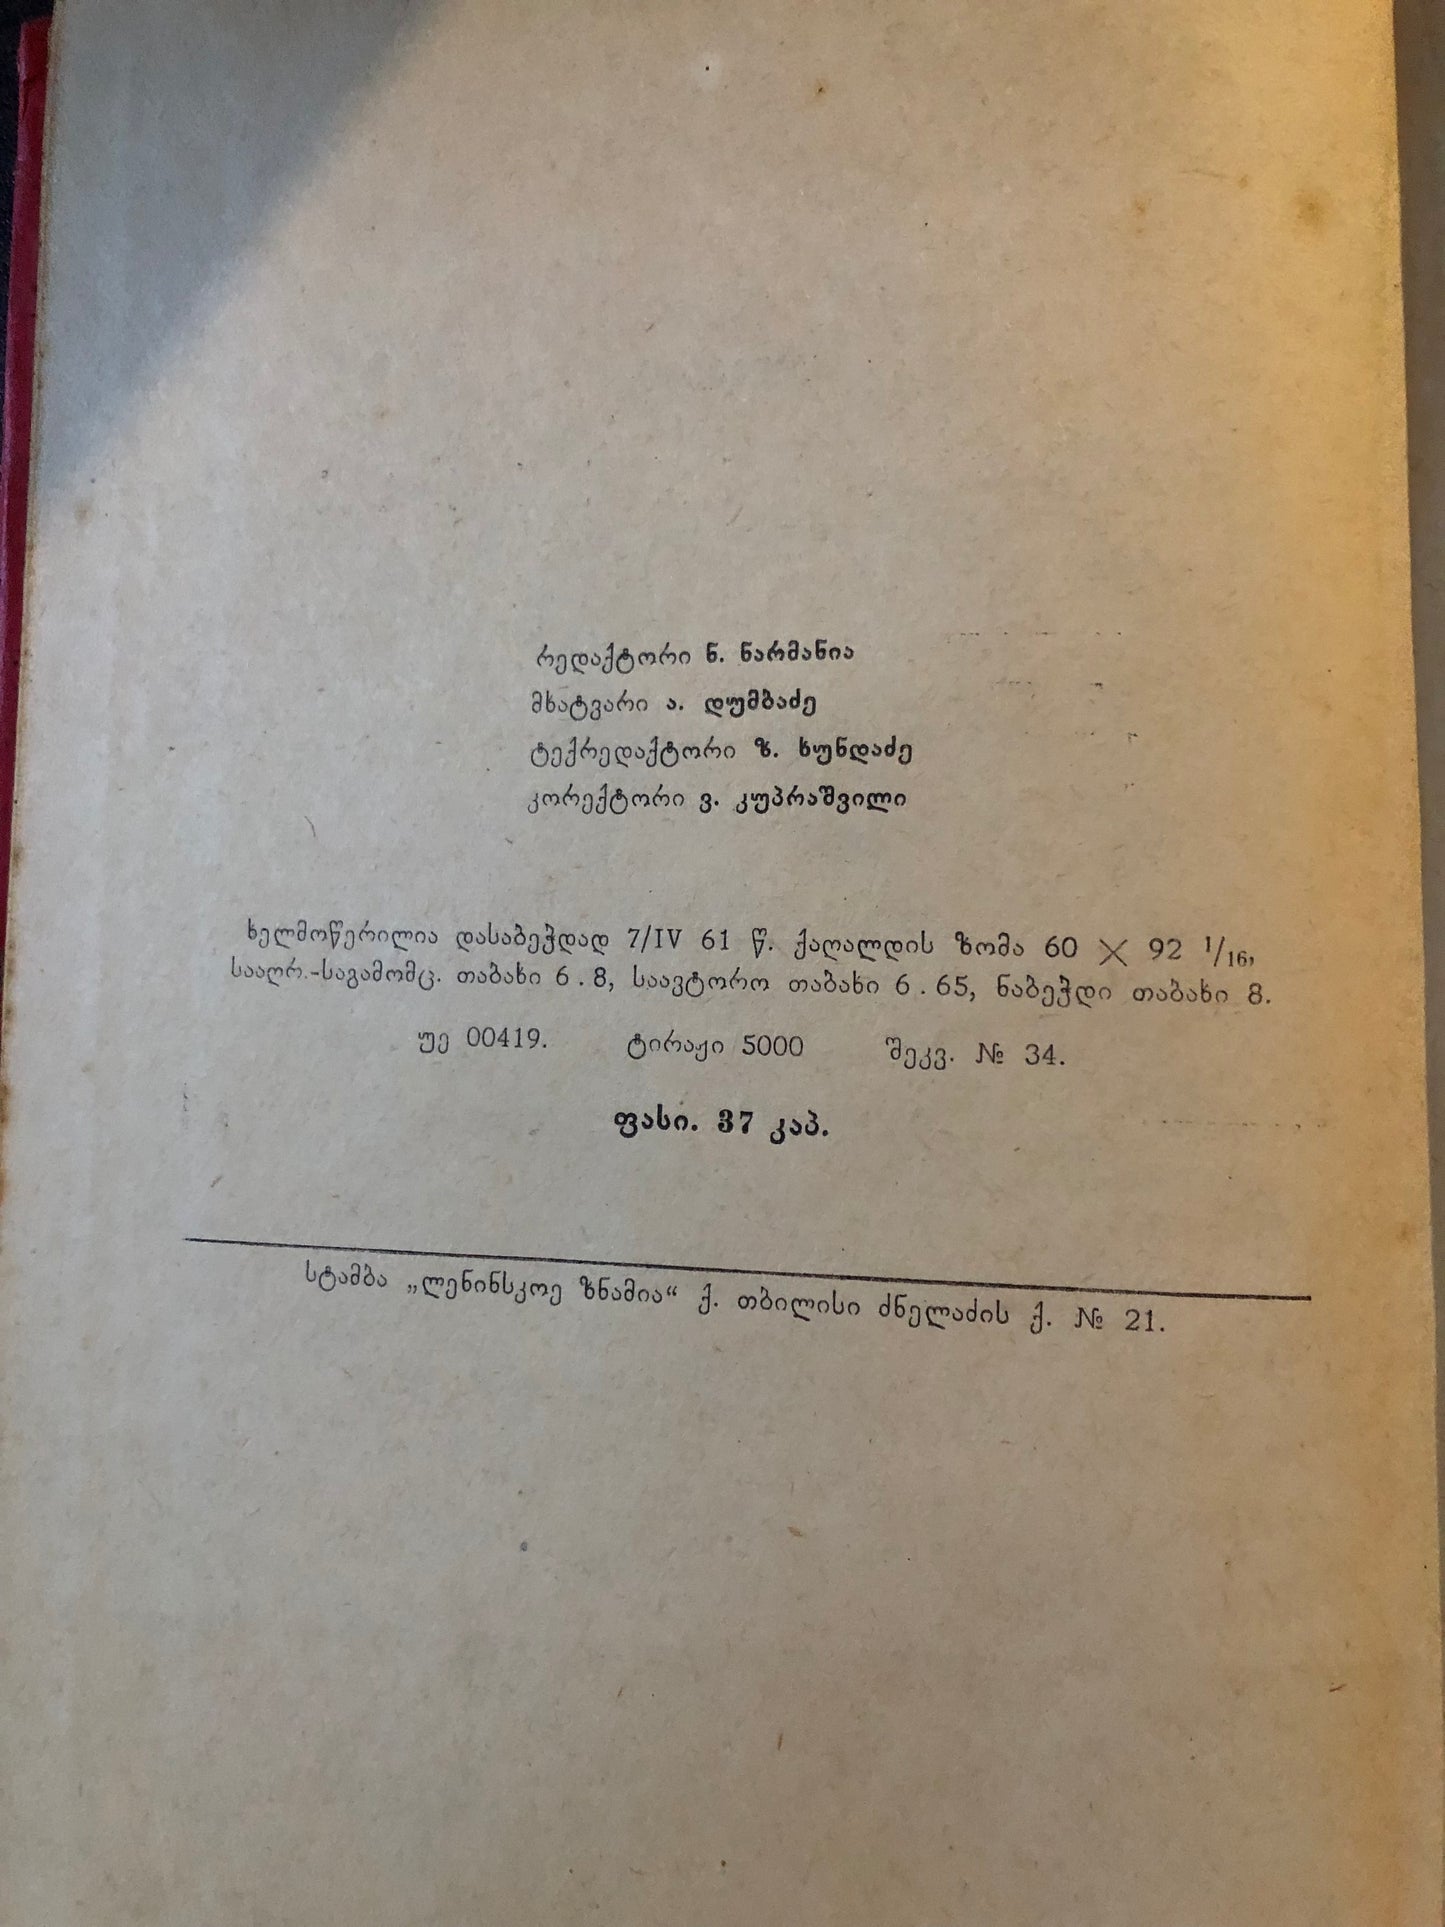 რედაქტორი ნ. ნარმანია
მხატვარი ა. დუმბაძე
ტექრედაქტორი ზ. ხუნდაძე
კორექტორი ვ. კუპრაშვილი
ხელმოწერილია დასაბეჭდად 7/IV 61 წ. ქაღალდის ზომა 60 × 92 1/16,
სააღრ.-საგამომც. თაბახი 6.8, საავტორო თაბახი 6.65, ნაბეჭდი თაბახი 8.
უე 00419. ტირაჟი 5000 შეკვ. № 34.
ფასი. 37 კაპ.
სტამბა „ლენინსკოე ზნამია“ ქ. თბილისი ძნელაძის ქ. № 21.